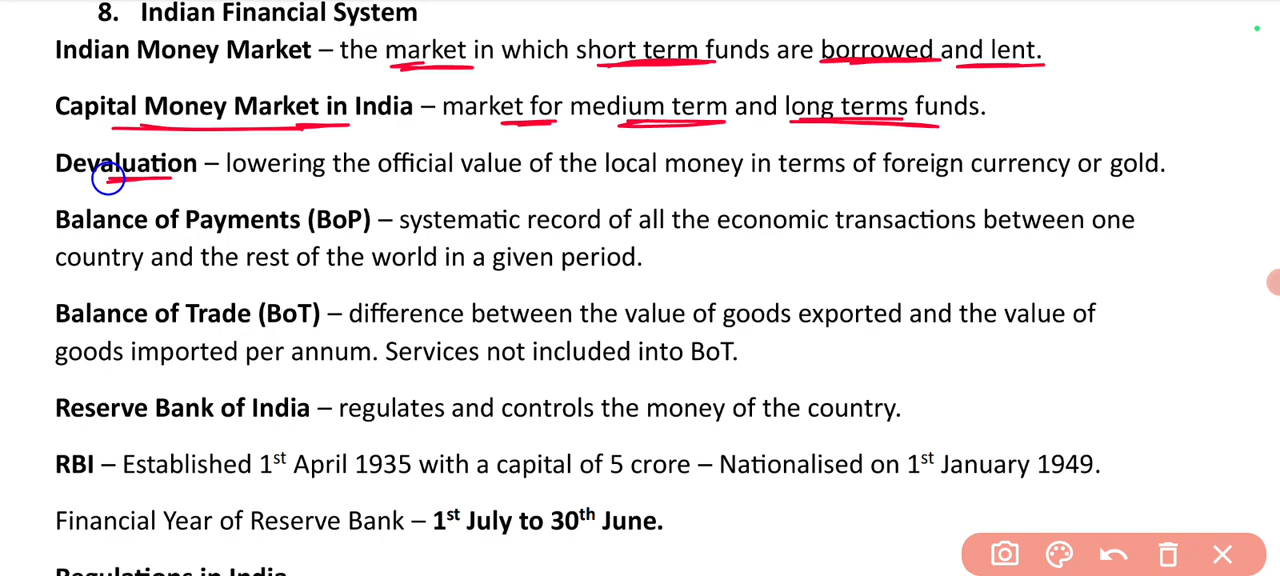 8. Indian Financial System
Indian Money Market – the market in which short term funds are borrowed and lent.
Capital Money Market in India – market for medium term and long terms funds.
Devaluation – lowering the official value of the local money in terms of foreign currency or gold.
Balance of Payments (BoP) – systematic record of all the economic transactions between one
country and the rest of the world in a given period.
Balance of Trade (BoT) – difference between the value of goods exported and the value of
goods imported per annum. Services not included into BoT.
Reserve Bank of India – regulates and controls the money of the country.
RBI – Established 1st April 1935 with a capital of 5 crore – Nationalised on 1st January 1949.
Financial Year of Reserve Bank – 1st July to 30th June.
Regulations in India